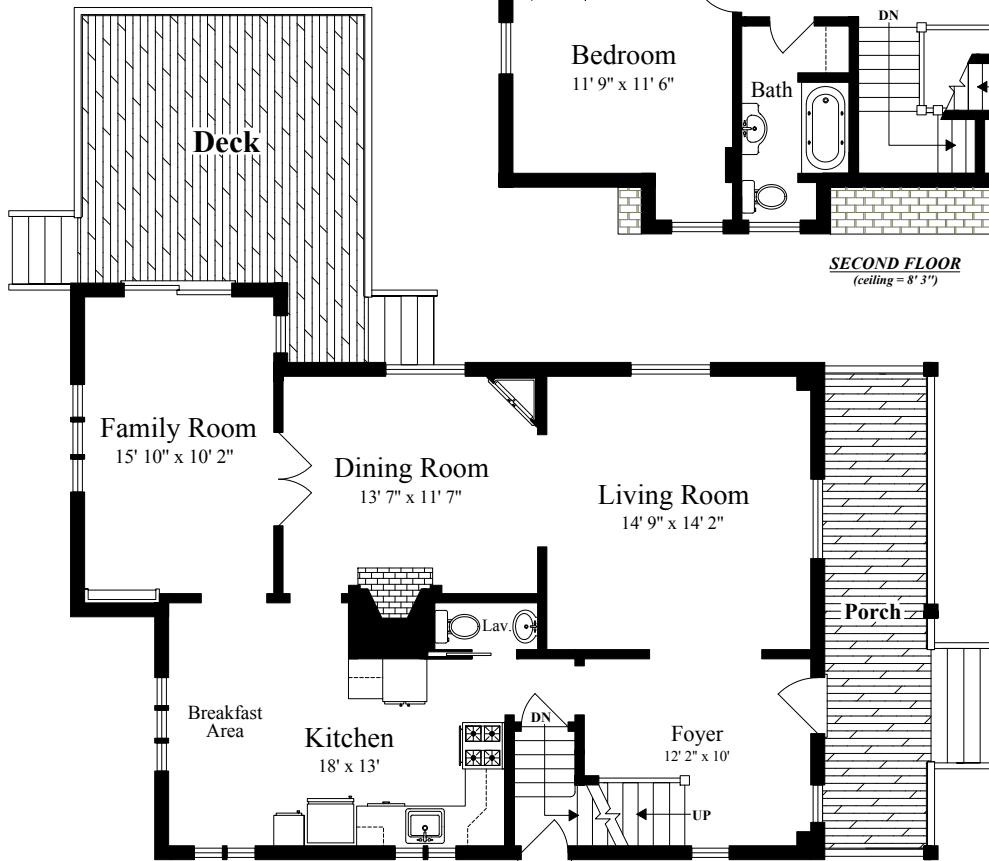 DN
Bedroom
11' 9" x 11' 6"
Bath
Deck
SECOND FLOOR
(ceiling = 8' 3")
Family Room
15' 10" x 10' 2"
Dining Room
13' 7" x 11' 7"
Living Room
14' 9" x 14' 2"
Porch
Lav.
Breakfast
Area
Kitchen
18' x 13'
DN
Foyer
12' 2" x 10'
UP